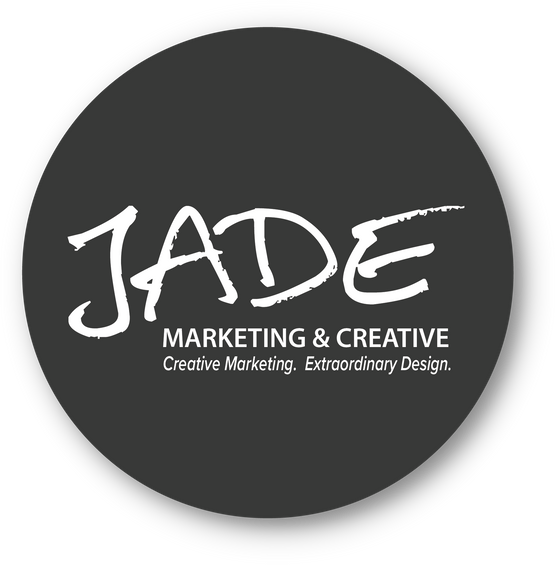 JADE
MARKETING & CREATIVE
Creative Marketing. Extraordinary Design.